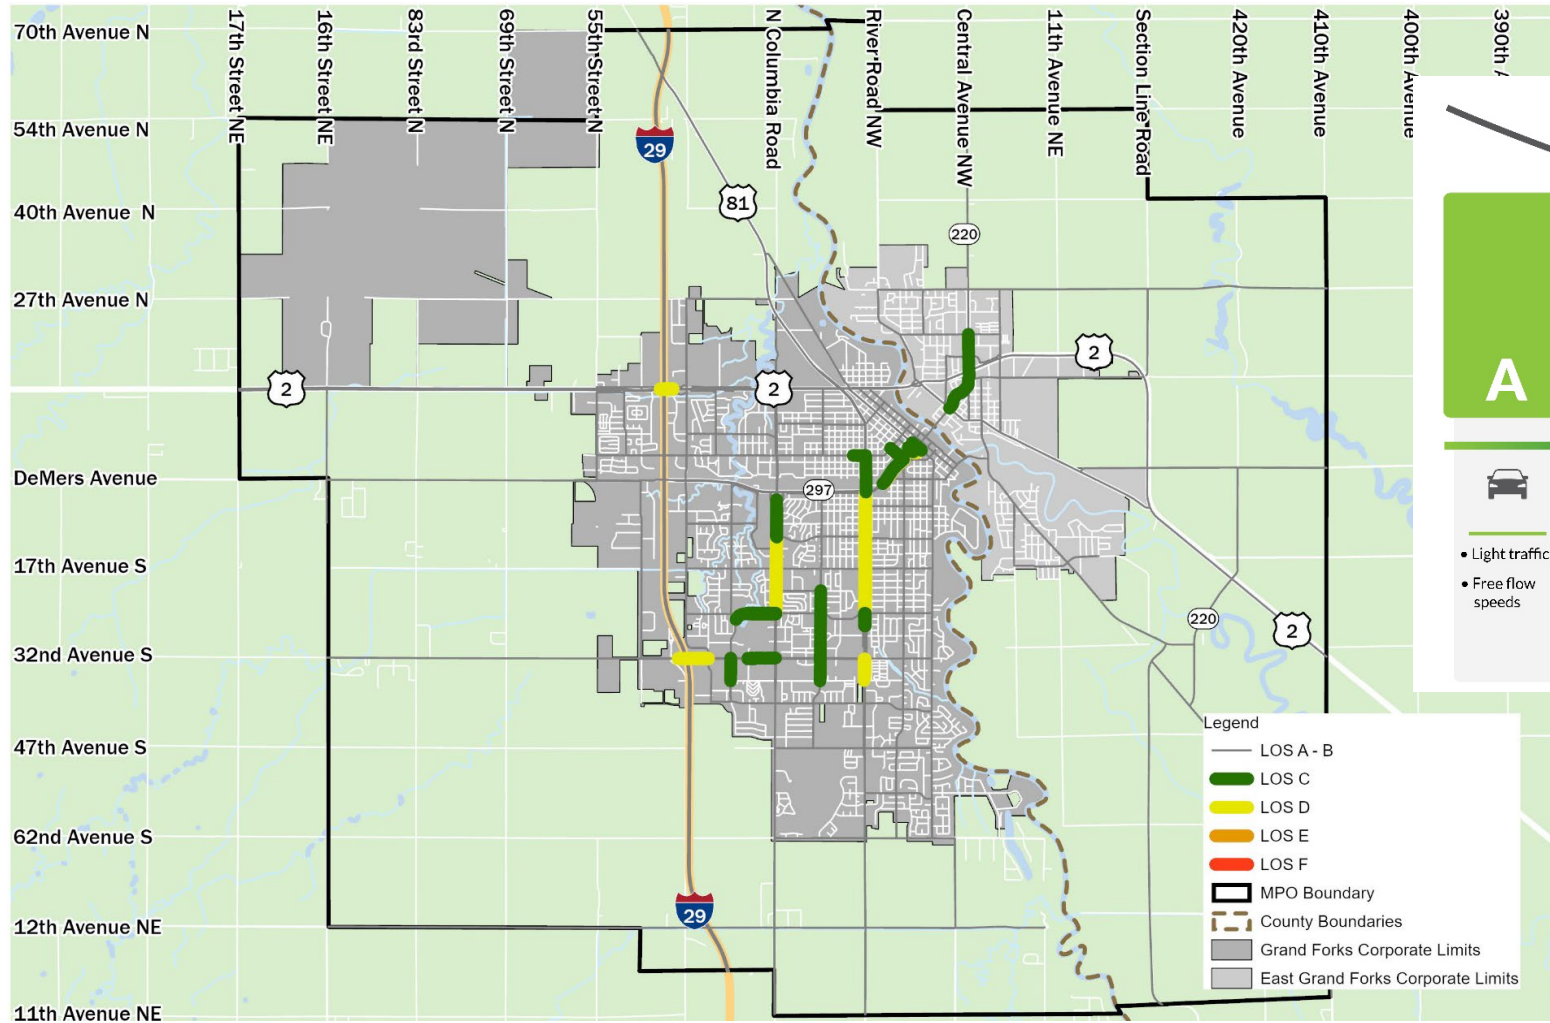 17th Street NE
16th Street NE
83rd Street N
69th Street N
55th Street N
N Columbia Road
River Road NW
Central Avenue NW
11th Avenue NE
Section Line Road
420th Avenue
410th Avenue
400th Avenue
390th A
70th Avenue N
54th Avenue N
40th Avenue N
27th Avenue N
DeMers Avenue
17th Avenue S
32nd Avenue S
47th Avenue S
62nd Avenue S
12th Avenue NE
11th Avenue NE
29
81
220
2
2
2
297
220
2
29
A
• Light traffic
• Free flow
speeds
Legend
LOS A - B
LOS C
LOS D
LOS E
LOS F
MPO Boundary
County Boundaries
Grand Forks Corporate Limits
East Grand Forks Corporate Limits